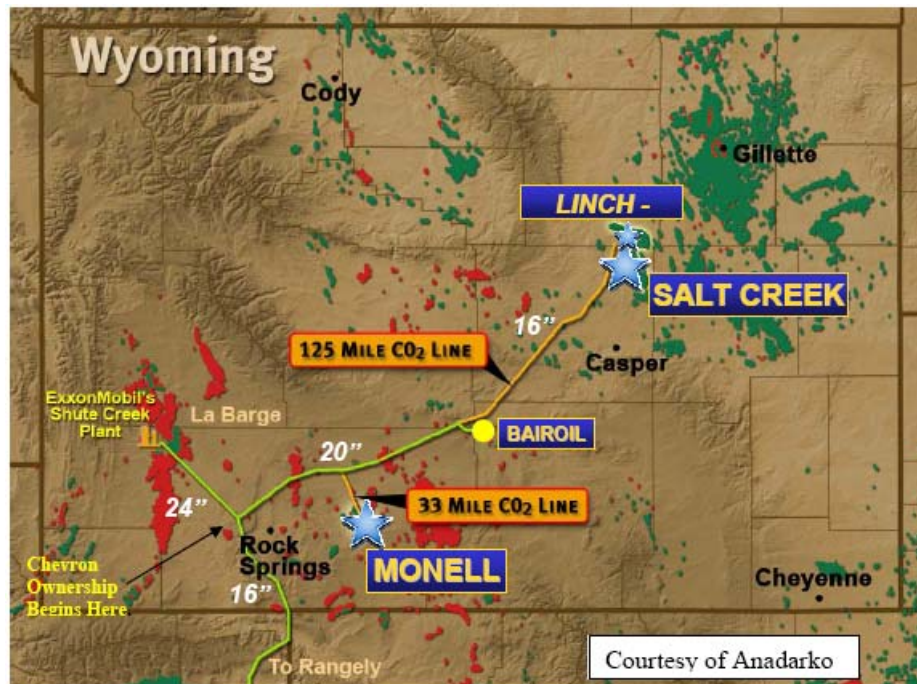 Wyoming
Cody
Gillette
LINCH -
SALT CREEK
16”
125 MILE CO2 LINE
Casper
ExxonMobil's
Shute Creek
Plant
La Barge
BAIROIL
20”
24”
33 MILE CO2 LINE
Rock
Springs
MONELL
Chevron
Ownership
Begins Here.
16”
Cheyenne
To Rangely
Courtesy of Anadarko